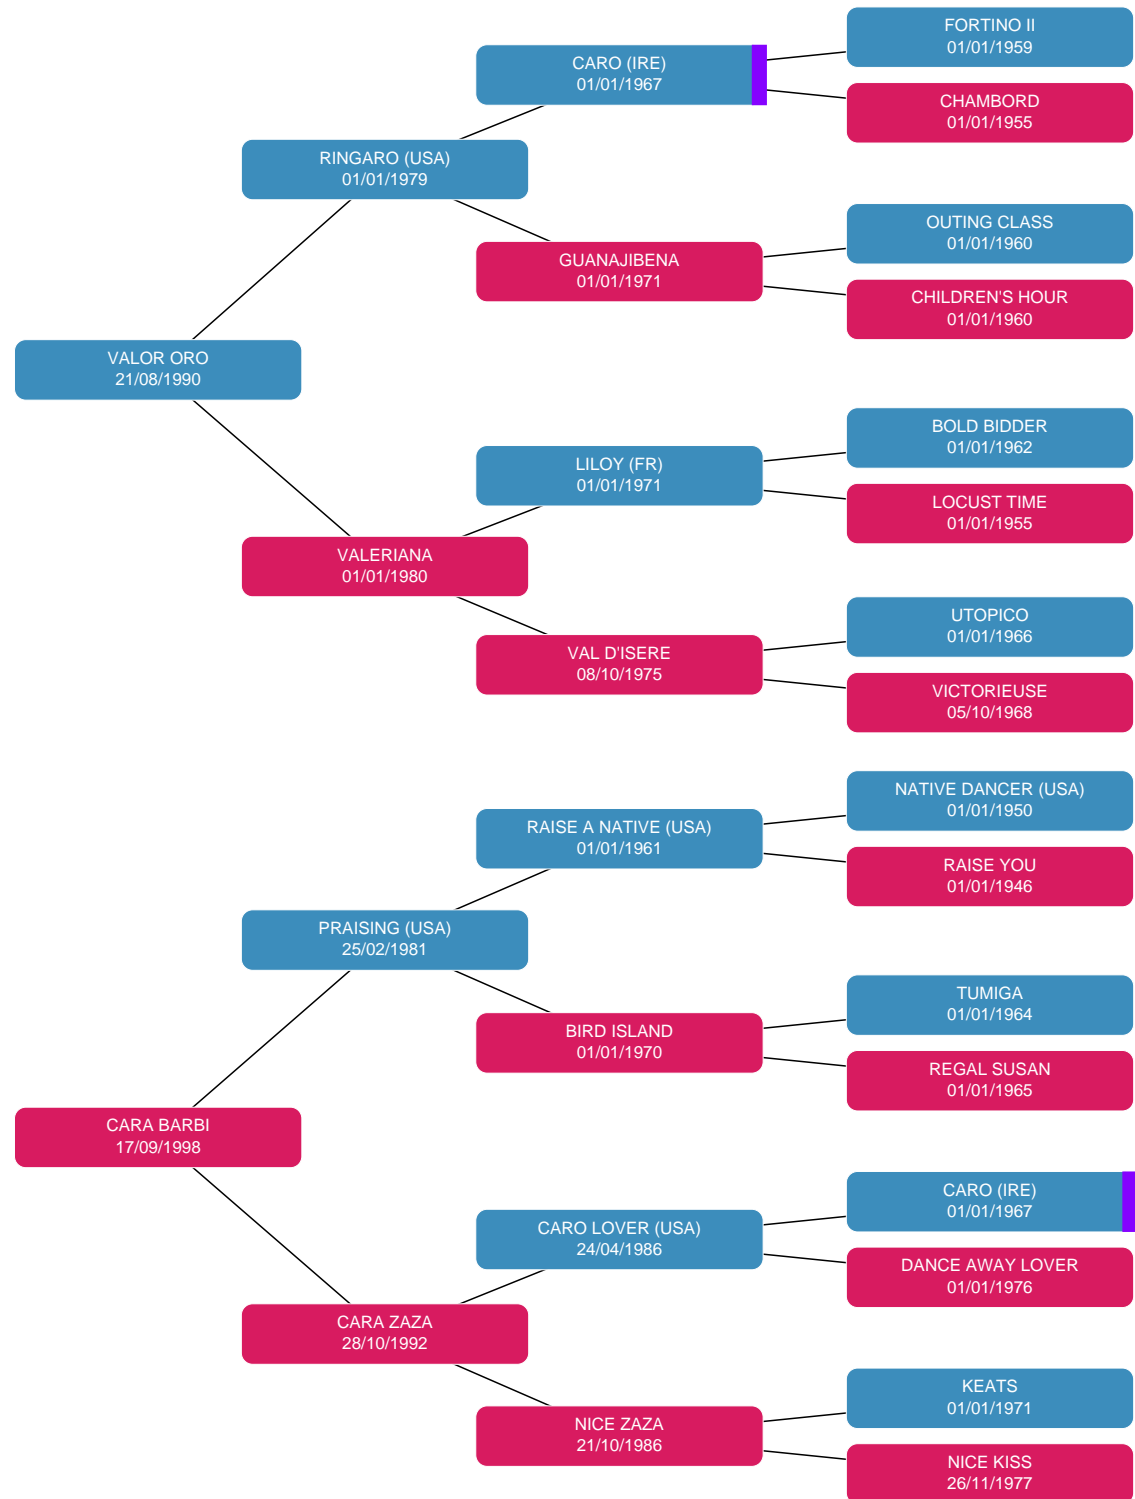 FORTINO II
01/01/1959
CARO (IRE)
01/01/1967
CHAMBORD
01/01/1955
RINGARO (USA)
01/01/1979
OUTING CLASS
01/01/1960
GUANAJIBENA
01/01/1971
CHILDREN'S HOUR
01/01/1960
VALOR ORO
21/08/1990
BOLD BIDDER
01/01/1962
LILOY (FR)
01/01/1971
LOCUST TIME
01/01/1955
VALERIANA
01/01/1980
UTOPICO
01/01/1966
VAL D'ISERE
08/10/1975
VICTORIEUSE
05/10/1968
NATIVE DANCER (USA)
01/01/1950
RAISE A NATIVE (USA)
01/01/1961
RAISE YOU
01/01/1946
PRAISING (USA)
25/02/1981
TUMIGA
01/01/1964
BIRD ISLAND
01/01/1970
REGAL SUSAN
01/01/1965
CARA BARBI
17/09/1998
CARO (IRE)
01/01/1967
CARO LOVER (USA)
24/04/1986
DANCE AWAY LOVER
01/01/1976
CARA ZAZA
28/10/1992
KEATS
01/01/1971
NICE ZAZA
21/10/1986
NICE KISS
26/11/1977